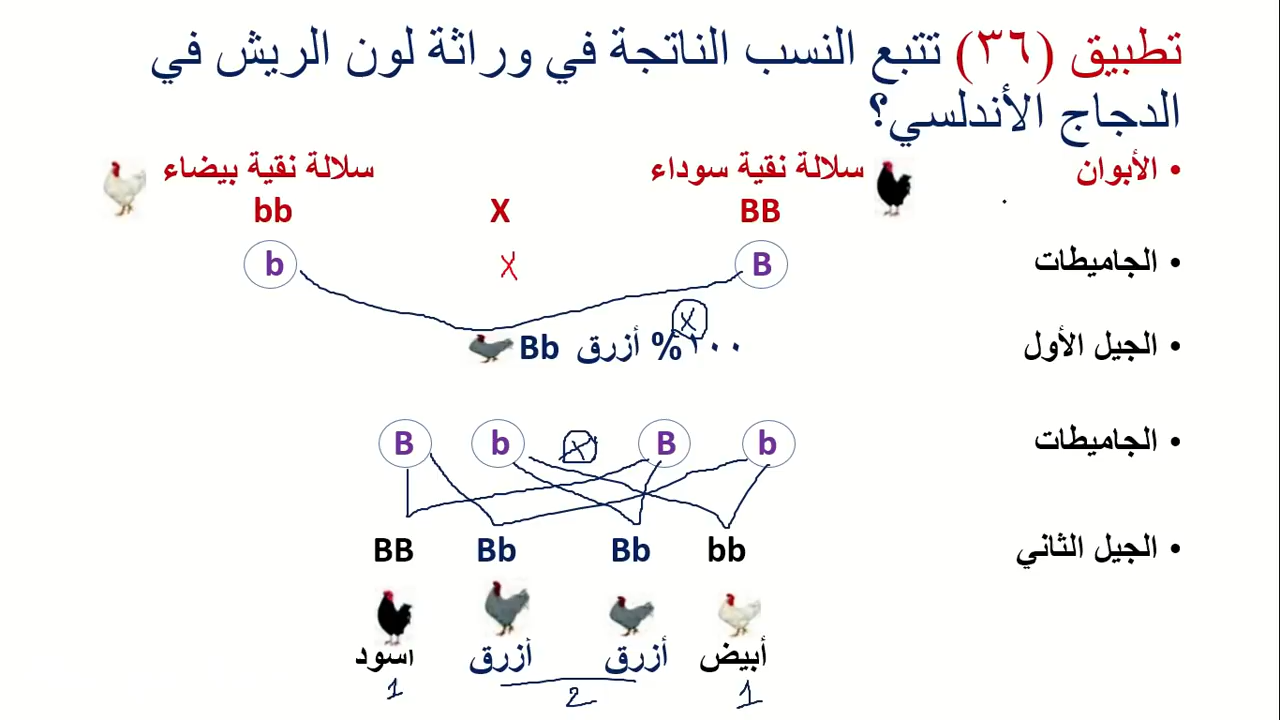 تطبيق (٣٦) تتبع النسب الناتجة في وراثة لون الريش في
الدجاج الأندلسي؟
• الأبوان سلالة نقية سوداء سلالة نقية بيضاء
BB X bb
• الجاميطات B X b
X
• الجيل الأول ١٠٠% أزرق Bb
• الجاميطات b B X b B
• الجيل الثاني bb Bb Bb BB
أبيض أزرق أزرق اسود
1 2 1